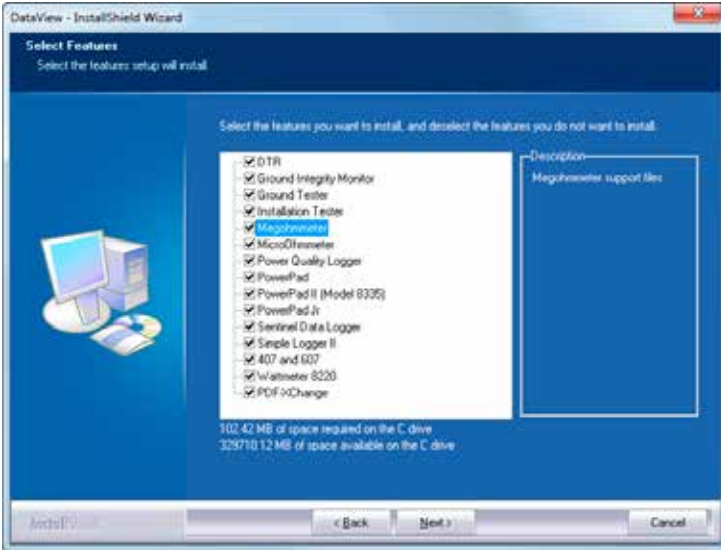 DataView - InstallShield Wizard
Select Features
Select the features setup will install.
Select the features you want to install, and deselect the features you do not want to install.
DTR
Ground Integrity Monitor
Ground Tester
Installation Tester
Megohmmeter
MicroOhmmeter
Power Quality Logger
PowerPad
PowerPad II (Model 8335)
PowerPad Jr
Sentinel Data Logger
Simple Logger II
407 and 607
Wattmeter 8220
PDF-XChange
Description
Megohmmeter support files
102.42 MB of space required on the C drive
329710.12 MB of space available on the C drive
< Back
Next >
Cancel